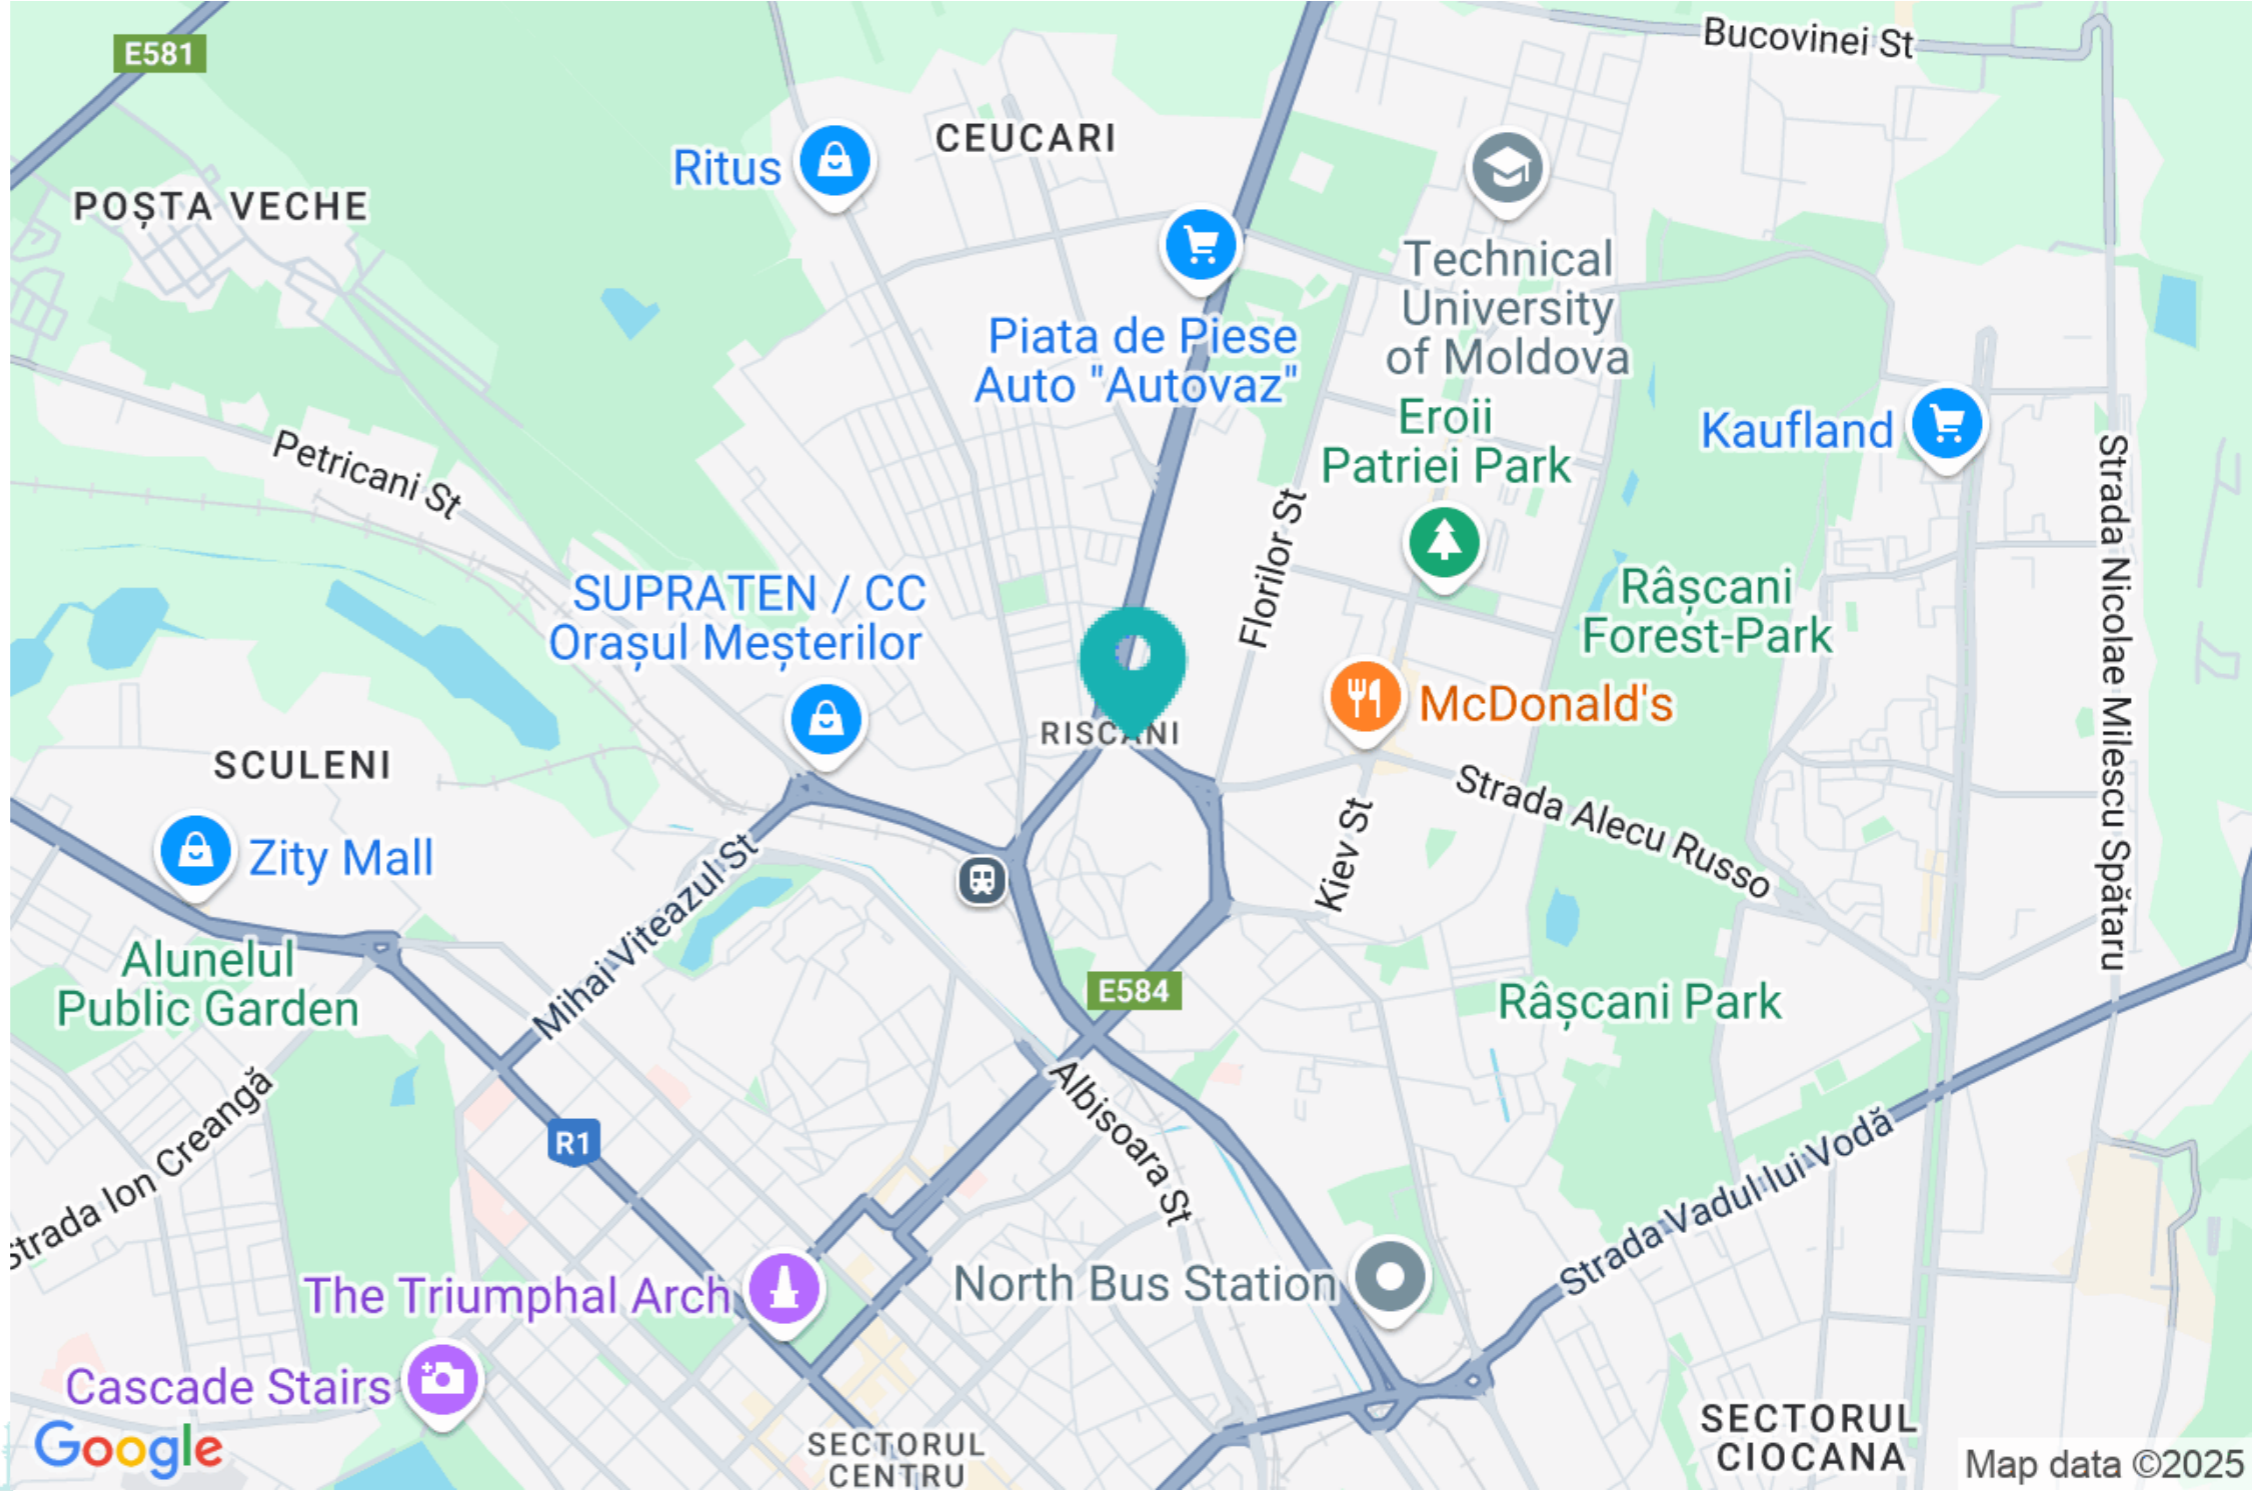 E581
Bucovinei St
CEUCARI
Ritus
POȘTA VECHE
Technical
University
of Moldova
Piata de Piese
Auto "Autovaz"
Eroii
Patriei Park
Kaufland
Petricani St
Florilor St
Strada Nicolae Milescu Spătaru
SUPRATEN / CC
Orașul Meșterilor
Râșcani
Forest-Park
McDonald's
RISCANI
SCULENI
Strada Alecu Russo
Zity Mall
Kiev St
Mihai Viteazul St
Alunelul
Public Garden
E584
Râșcani Park
Albisoara St
Strada Ion Creangă
R1
Strada Vadul lui Vodă
The Triumphal Arch
North Bus Station
Cascade Stairs
SECTORUL
CENTRU
SECTORUL
CIOCANA
Google
Map data ©2025